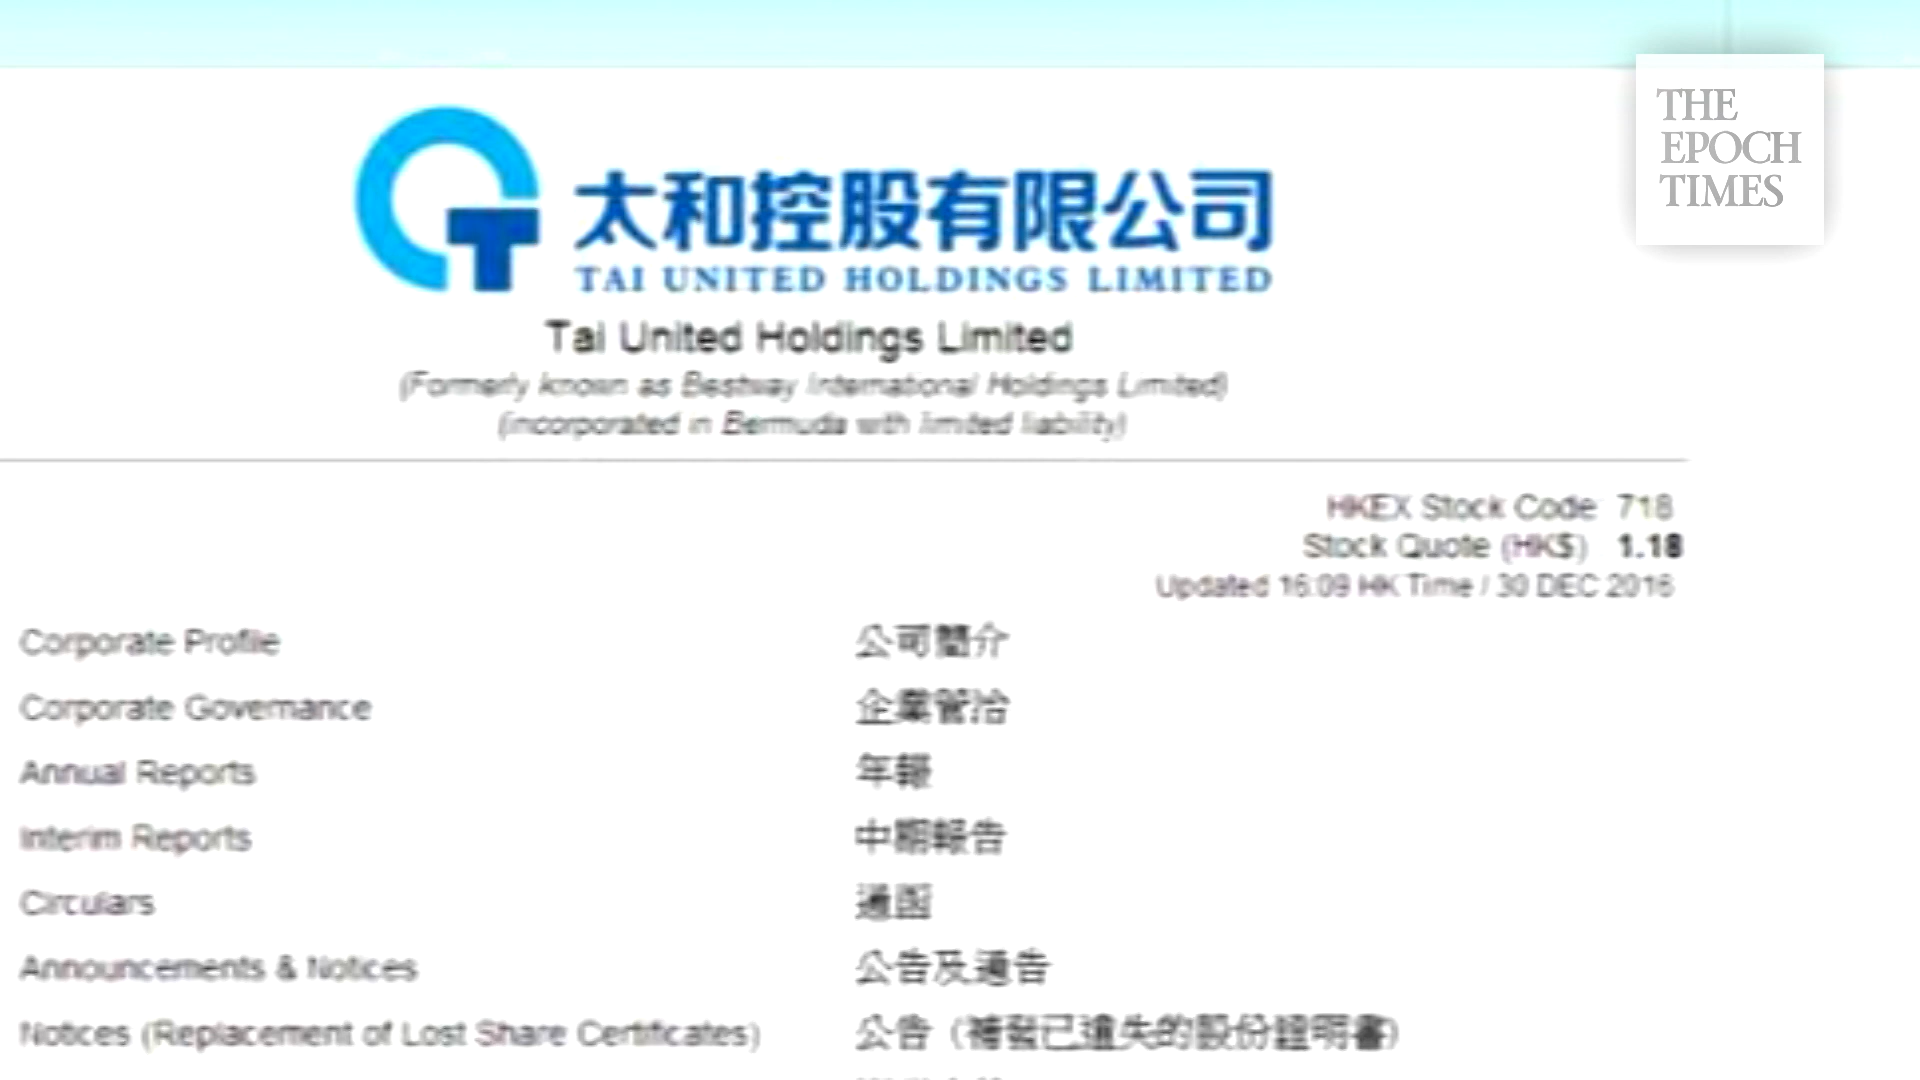 THE
EPOCH
TIMES
太和控股有限公司
TAI UNITED HOLDINGS LIMITED
Tai United Holdings Limited
(Formerly known as Bestway International Holdings Limited)
(incorporated in Bermuda with limited liability)
HKEX Stock Code 718
Stock Quote (HK$) 1.18
Updated 16:09 HK Time / 30 DEC 2016
Corporate Profile 公司簡介
Corporate Governance 企業管治
Annual Reports 年報
Interim Reports 中期報告
Circulars 通函
Announcements & Notices 公告及通告
Notices (Replacement of Lost Share Certificates) 公告（補發已遺失的股份證明書）